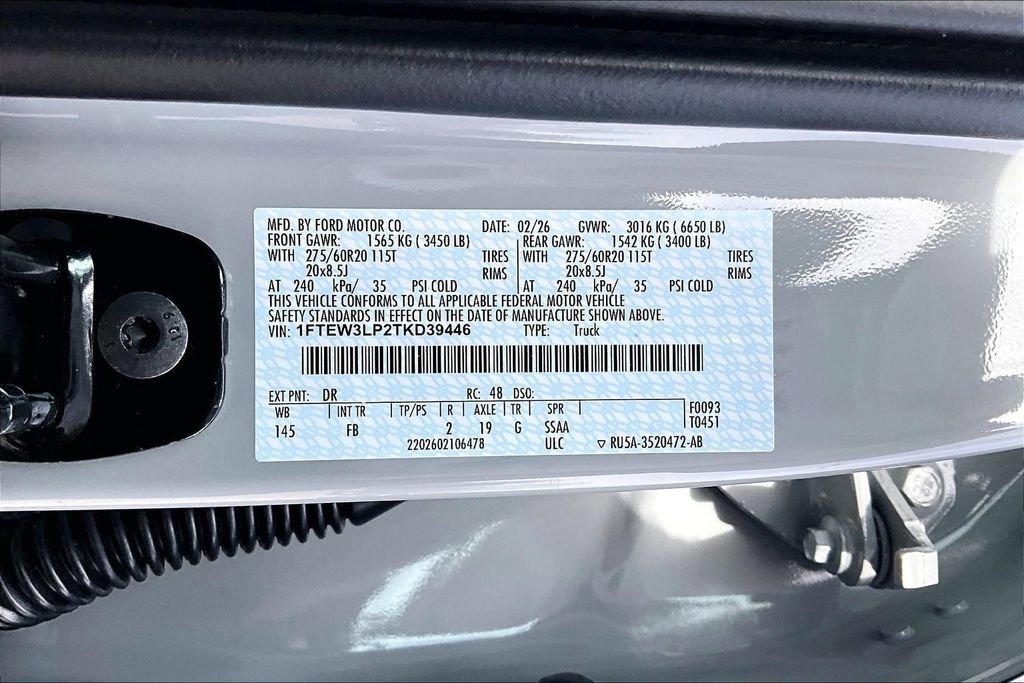 MFD. BY FORD MOTOR CO. DATE: 02/26 GVWR: 3016 KG ( 6650 LB)
FRONT GAWR: 1565 KG ( 3450 LB) REAR GAWR: 1542 KG ( 3400 LB)
WITH 275/60R20 115T TIRES WITH 275/60R20 115T TIRES
20x8.5J RIMS 20x8.5J RIMS
AT 240 kPa/ 35 PSI COLD AT 240 kPa/ 35 PSI COLD
THIS VEHICLE CONFORMS TO ALL APPLICABLE FEDERAL MOTOR VEHICLE
SAFETY STANDARDS IN EFFECT ON THE DATE OF MANUFACTURE SHOWN ABOVE.
VIN: 1FTEW3LP2TKD39446 TYPE: Truck
EXT PNT: DR RC: 48 DSO:
WB INT TR TP/PS R AXLE TR SPR F0093
145 FB 2 19 G SSAA T0451
2202602106478 ULC ▽ RU5A-3520472-AB